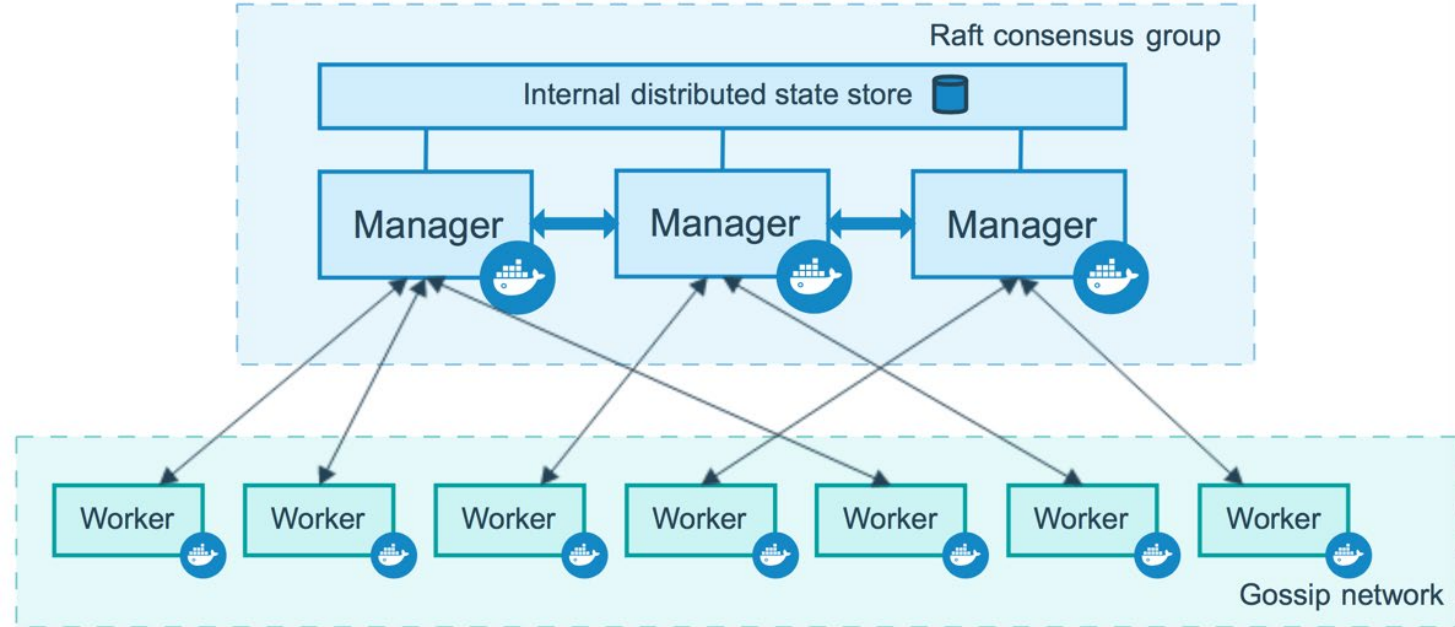 Raft consensus group
Internal distributed state store
Manager
Manager
Manager
Worker
Worker
Worker
Worker
Worker
Worker
Worker
Gossip network